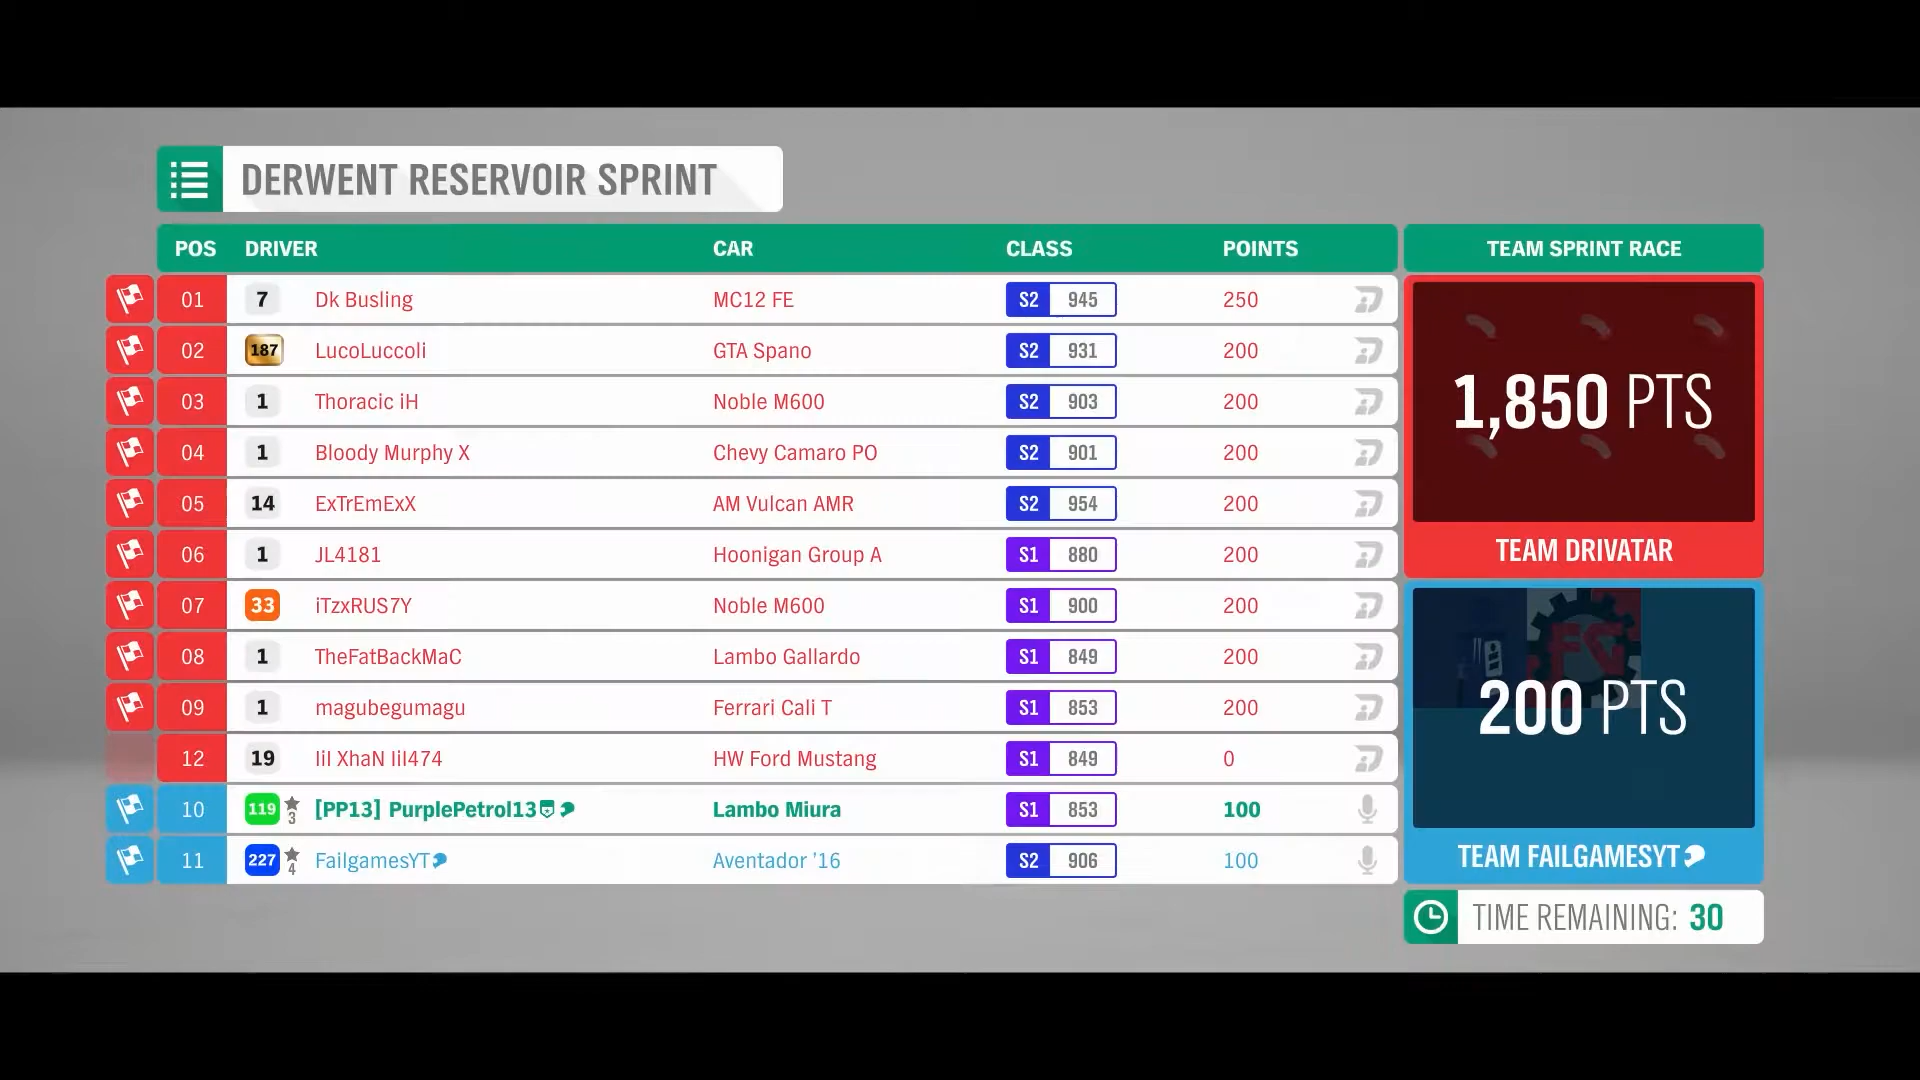 DERWENT RESERVOIR SPRINT
POS DRIVER CAR CLASS POINTS
01 7 Dk Busling MC12 FE S2 945 250
02 187 LucoLuccoli GTA Spano S2 931 200
03 1 Thoracic iH Noble M600 S2 903 200
04 1 Bloody Murphy X Chevy Camaro PO S2 901 200
05 14 ExTrEmExX AM Vulcan AMR S2 954 200
06 1 JL4181 Hoonigan Group A S1 880 200
07 33 iTzxRUS7Y Noble M600 S1 900 200
08 1 TheFatBackMaC Lambo Gallardo S1 849 200
09 1 magubegumagu Ferrari Cali T S1 853 200
12 19 IiI XhaN IiI474 HW Ford Mustang S1 849 0
10 119 3 [PP13] PurplePetrol13 Lambo Miura S1 853 100
11 227 4 FailgamesYT Aventador '16 S2 906 100
TEAM SPRINT RACE
1,850 PTS
TEAM DRIVATAR
FG
200 PTS
TEAM FAILGAMESYT
TIME REMAINING: 30